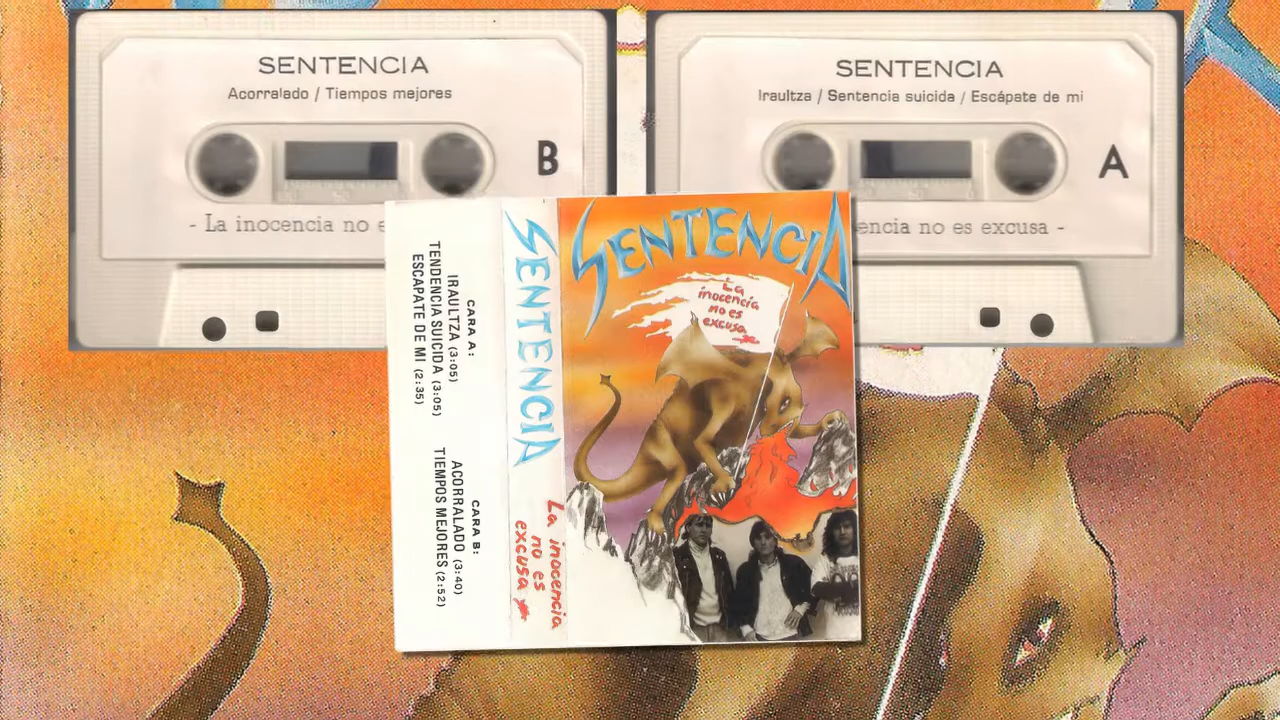 SENTENCIA
Acorralado / Tiempos mejores
B
- La inocencia no e
SENTENCIA
Iraultza / Sentencia suicida / Escápate de mi
A
encia no es excusa -
CARA A:
IRAULTZA (3:05)
TENDENCIA SUICIDA (3:05)
ESCAPATE DE MI (2:35)
CARA B:
ACORRALADO (3:40)
TIEMPOS MEJORES (2:52)
SENTENCIA
La inocencia
no es
excusa
SENTENCIA
La
inocencia
no es
excusa